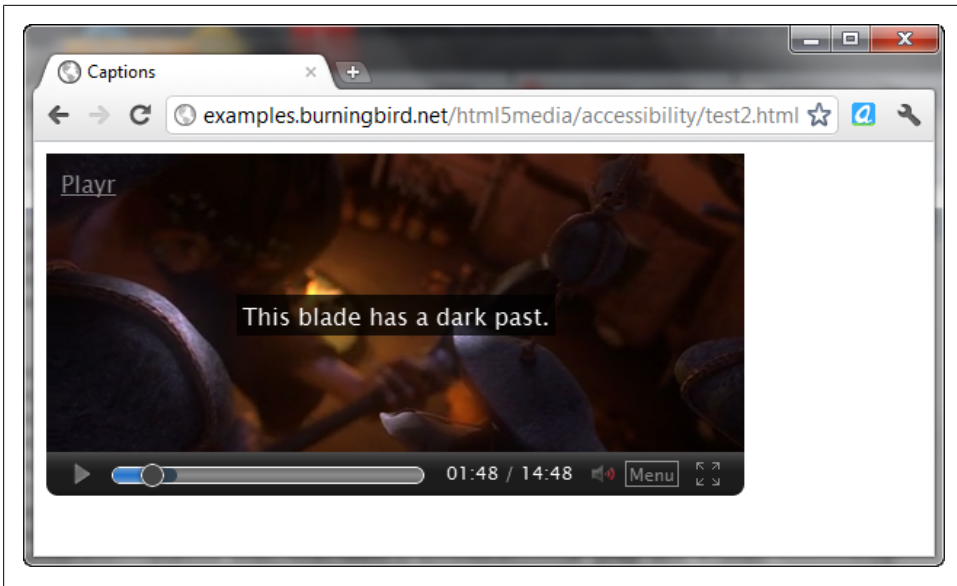 Captions
examples.burningbird.net/html5media/accessibility/test2.html
Playr
This blade has a dark past.
01:48 / 14:48
Menu